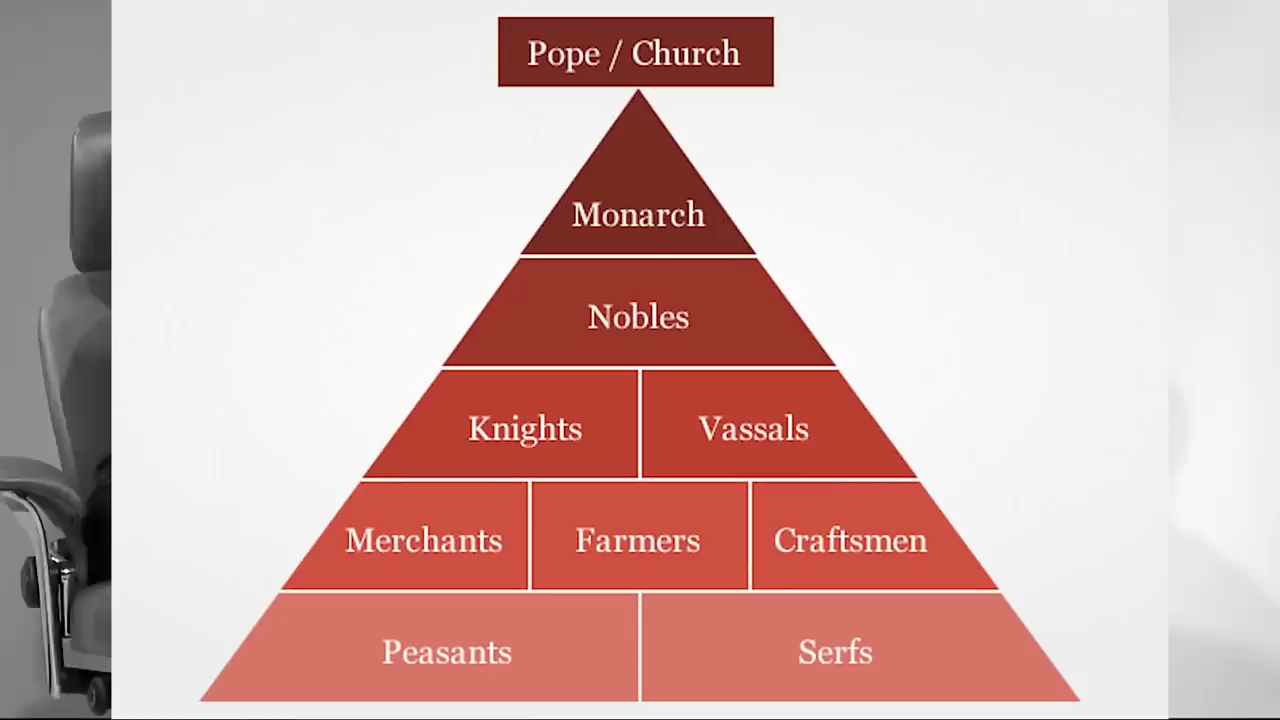 Pope / Church
Monarch
Nobles
Knights Vassals
Merchants Farmers Craftsmen
Peasants Serfs